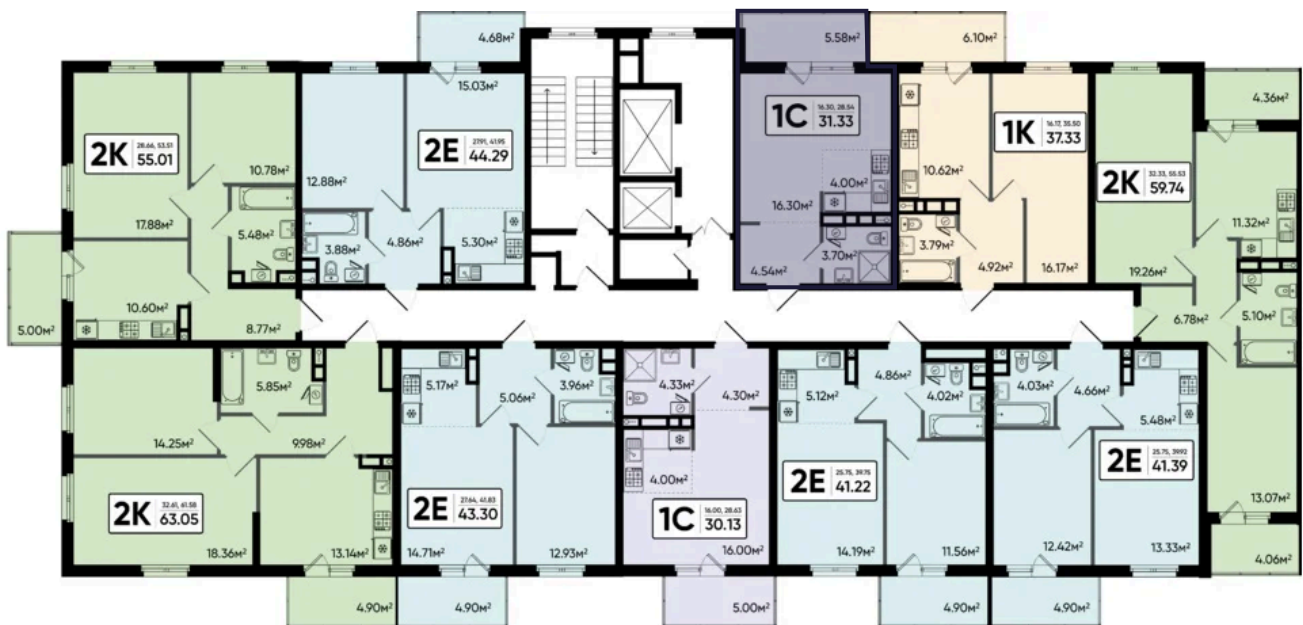 4.68м²
5.58м²
6.10м²
15.03м²
4.36м²
2К 28.66, 53.51 55.01
2Е 27.91, 41.95 44.29
1С 16.30, 28.54 31.33
1К 16.17, 35.50 37.33
2К 32.33, 55.53 59.74
10.78м²
12.88м²
4.00м²
10.62м²
17.88м²
16.30м²
11.32м²
5.48м²
3.88м²
4.86м²
5.30м²
4.54м²
3.70м²
3.79м²
4.92м²
16.17м²
19.26м²
5.00м²
10.60м²
8.77м²
6.78м²
5.10м²
5.85м²
5.17м²
5.06м²
3.96м²
4.33м²
4.30м²
5.12м²
4.86м²
4.02м²
4.03м²
4.66м²
5.48м²
14.25м²
9.98м²
4.00м²
2К 32.61, 61.58 63.05
2Е 27.64, 41.83 43.30
1С 16.00, 28.63 30.13
2Е 25.75, 39.75 41.22
2Е 25.75, 39.92 41.39
13.07м²
18.36м²
13.14м²
14.71м²
12.93м²
16.00м²
14.19м²
11.56м²
12.42м²
13.33м²
4.06м²
4.90м²
4.90м²
5.00м²
4.90м²
4.90м²